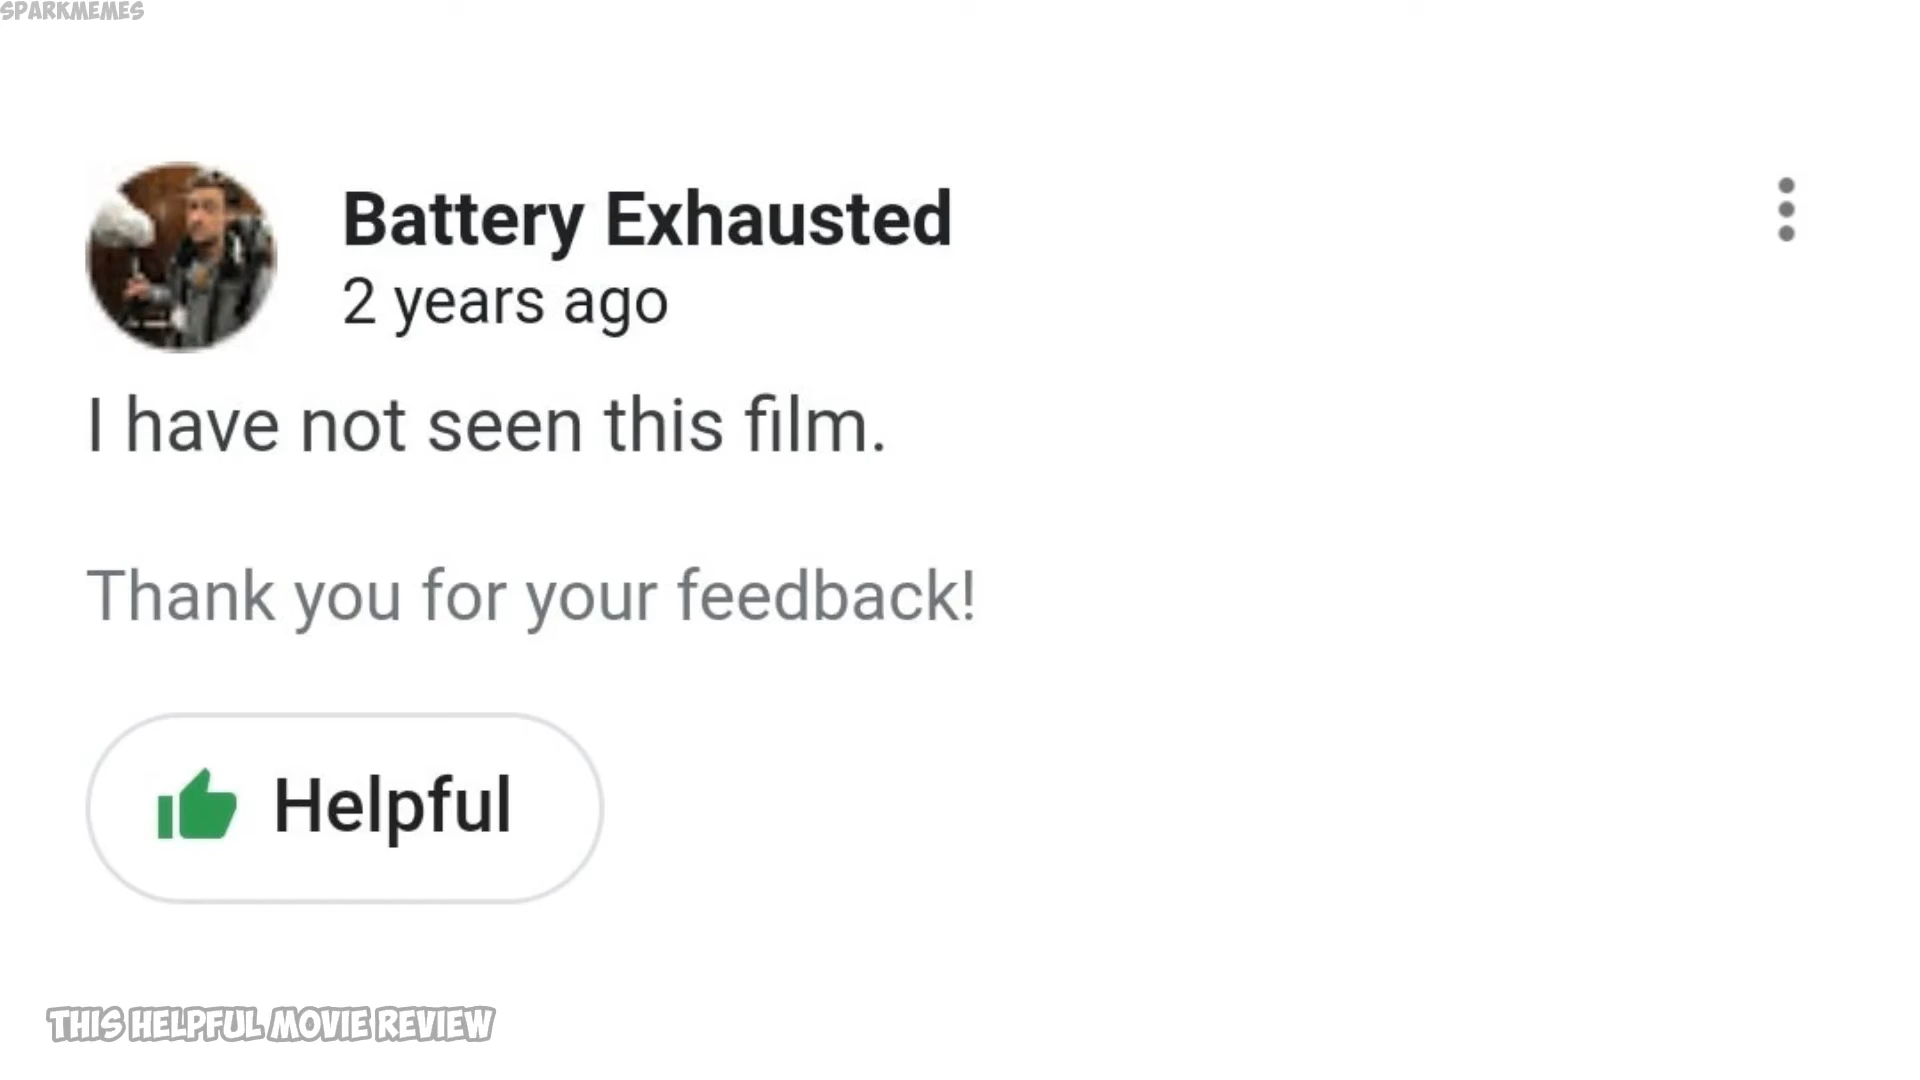 SPARKMEMES
Battery Exhausted
2 years ago
I have not seen this film.
Thank you for your feedback!
Helpful
THIS HELPFUL MOVIE REVIEW